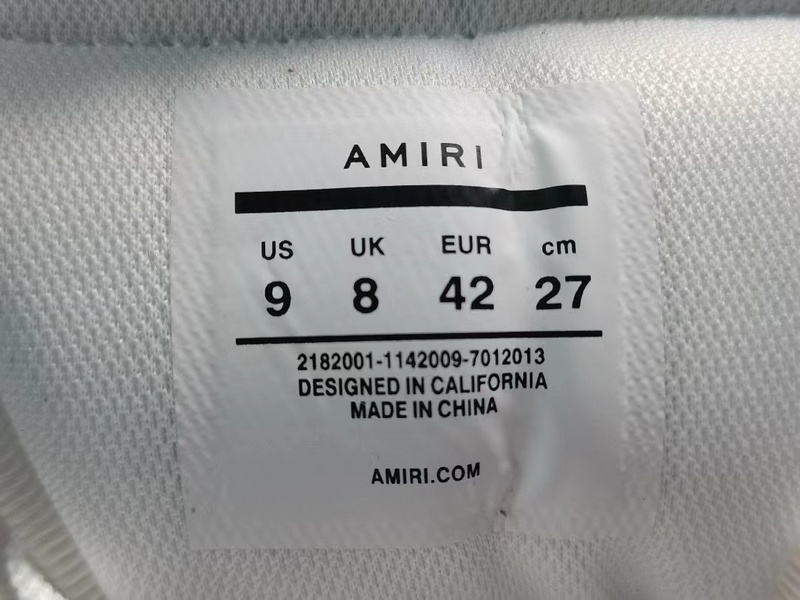 AMIRI
US UK EUR cm
9 8 42 27
2182001-1142009-7012013
DESIGNED IN CALIFORNIA
MADE IN CHINA
AMIRI.COM